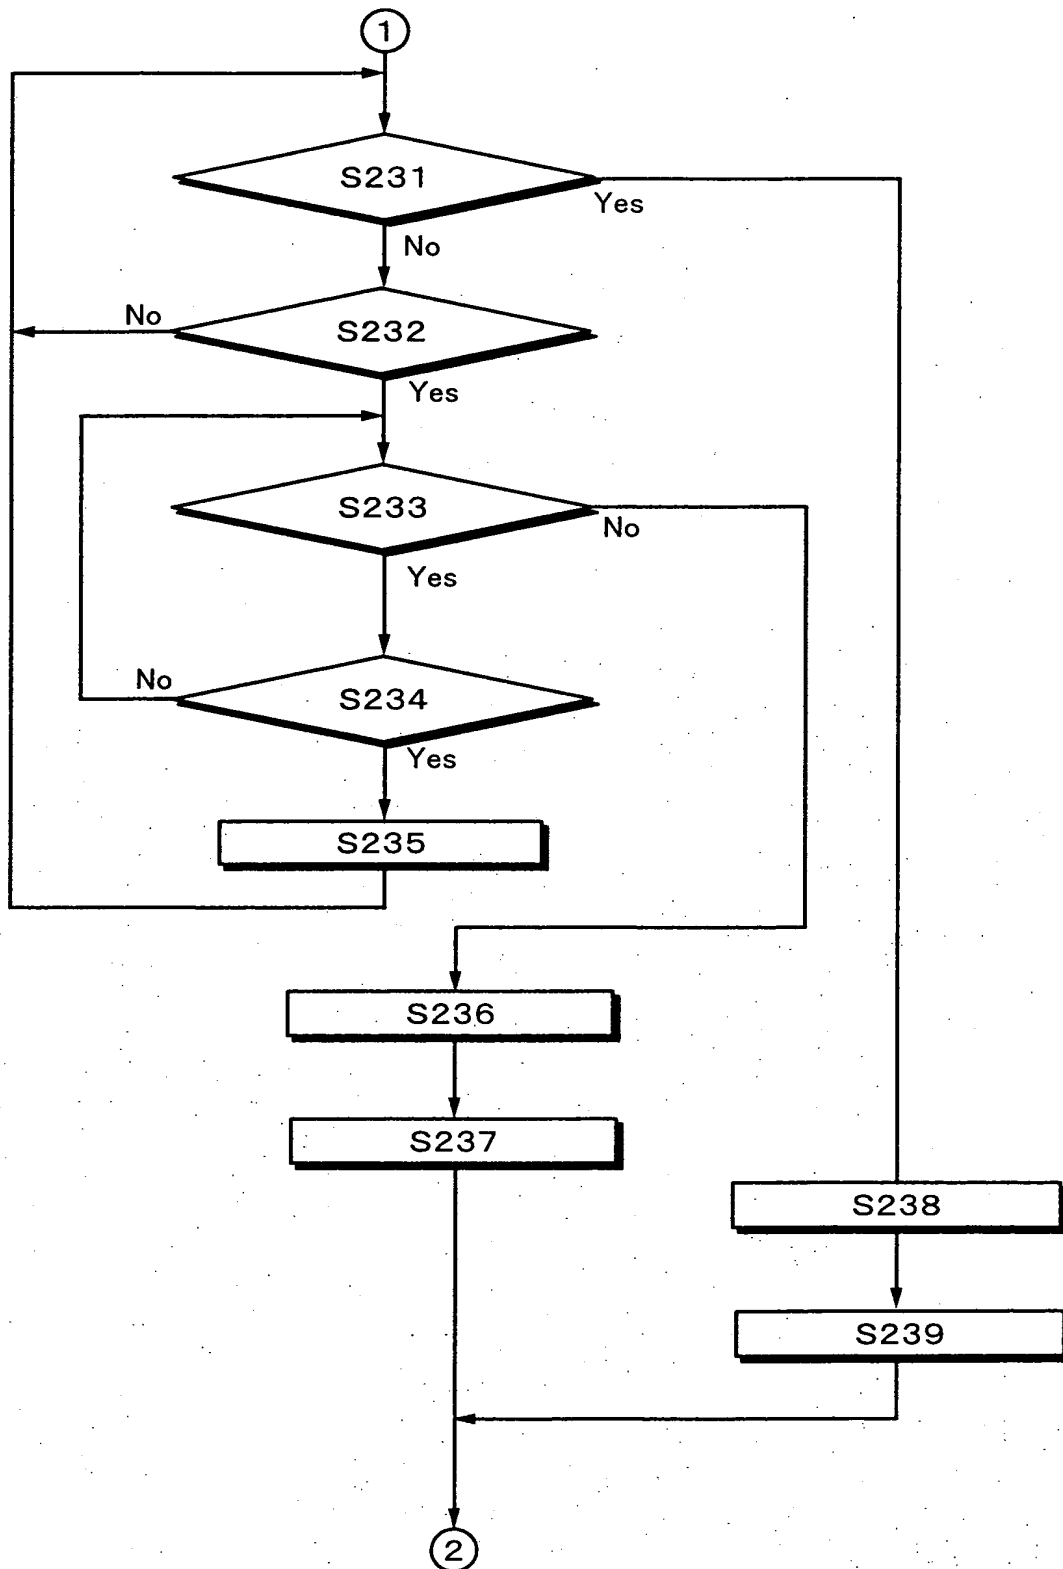 1
S231
Yes
No
No
S232
Yes
S233
No
Yes
No
S234
Yes
S235
S236
S237
S238
S239
2